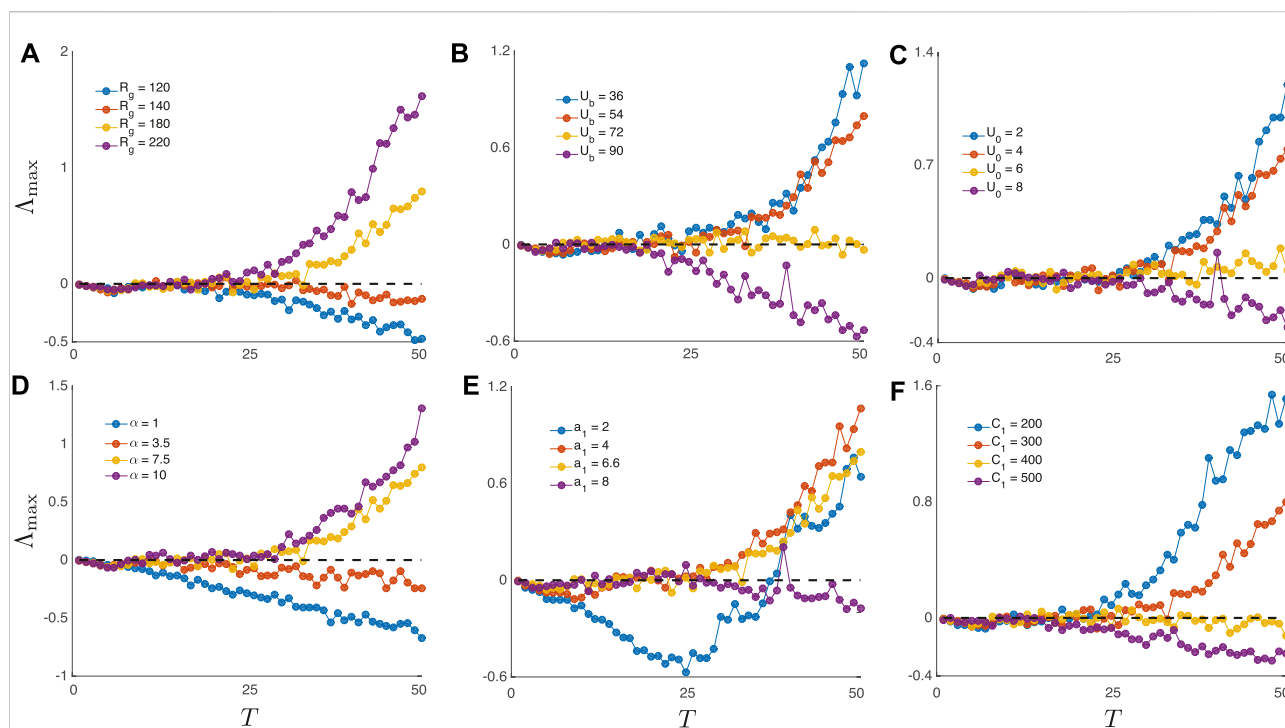 A
2
1
0
-0.5
0
25
50
Λmax
R_g = 120
R_g = 140
R_g = 180
R_g = 220
B
1.2
0.6
0
-0.6
0
25
50
U_b = 36
U_b = 54
U_b = 72
U_b = 90
C
1.4
0.7
0
-0.4
0
25
50
U_0 = 2
U_0 = 4
U_0 = 6
U_0 = 8
D
1.5
1
0.5
0
-0.5
-1
0
25
50
Λmax
T
α = 1
α = 3.5
α = 7.5
α = 10
E
1.2
0.6
0
-0.6
0
25
50
T
a_1 = 2
a_1 = 4
a_1 = 6.6
a_1 = 8
F
1.6
0.8
0
-0.4
0
25
50
T
C_1 = 200
C_1 = 300
C_1 = 400
C_1 = 500